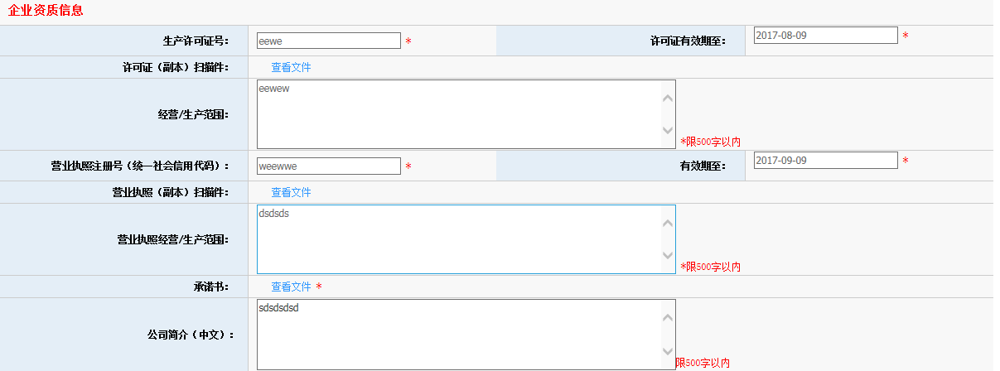 企业资质信息
生产许可证号： eewe * 许可证有效期至： 2017-08-09 *
许可证（副本）扫描件： 查看文件
经营/生产范围： eewew *限500字以内
营业执照注册号（统一社会信用代码）： weewwe * 有效期至： 2017-09-09 *
营业执照（副本）扫描件： 查看文件
营业执照经营/生产范围： dsdsds *限500字以内
承诺书： 查看文件 *
公司简介（中文）： sdsdsdsd 限500字以内